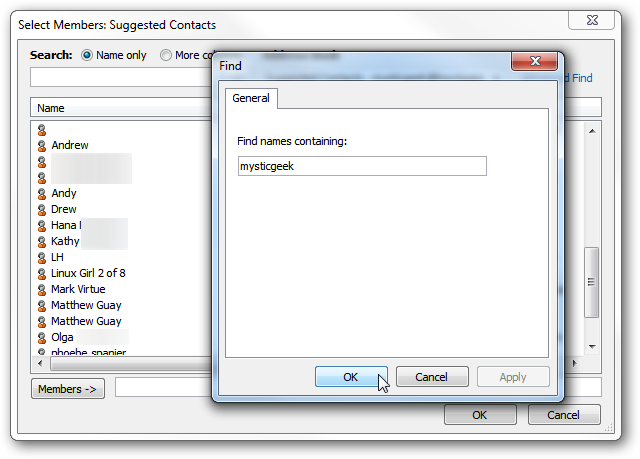 Select Members: Suggested Contacts
Search: Name only More co
Find
Find
General
Name
Find names containing:
mysticgeek
Andrew
Andy
Drew
Hana
Kathy
LH
Linux Girl 2 of 8
Mark Virtue
Matthew Guay
Matthew Guay
Olga
phoebe spanier
OK Cancel Apply
Members ->
OK Cancel